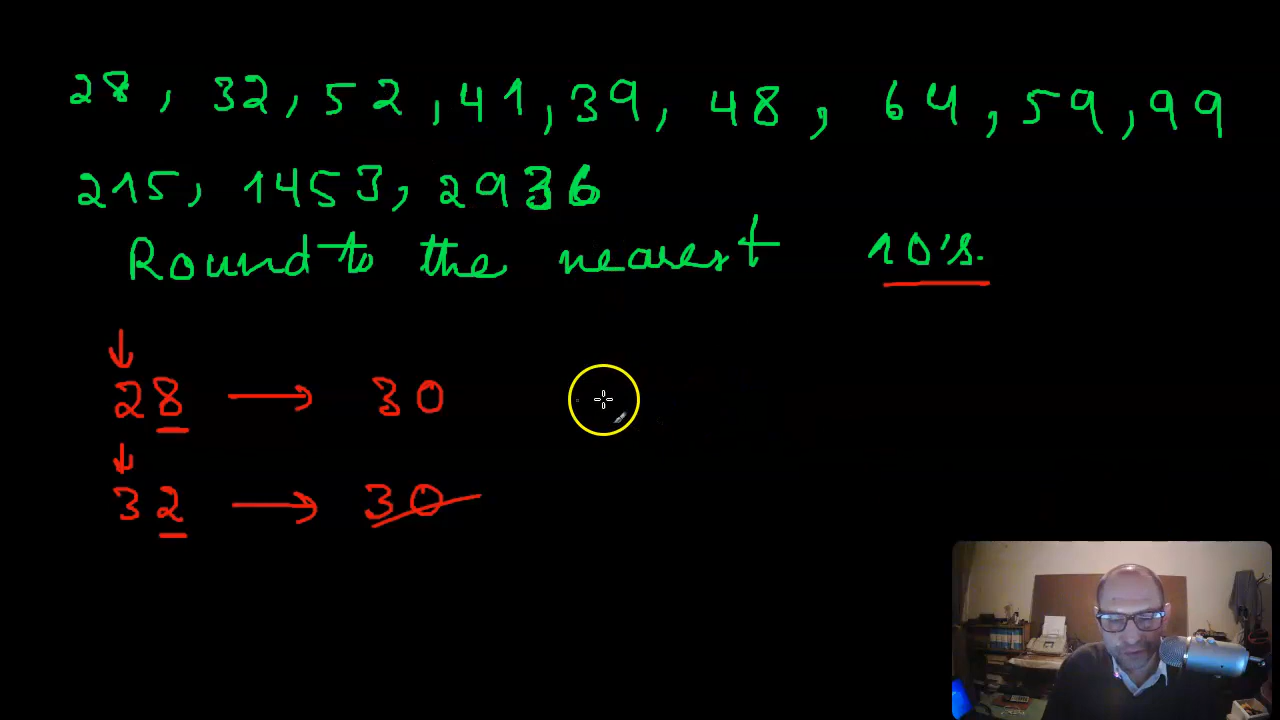 28, 32, 52, 41, 39, 48, 64, 59, 99
215, 1453, 2936
Round to the nearest 10's.
28 → 30
32 → 30